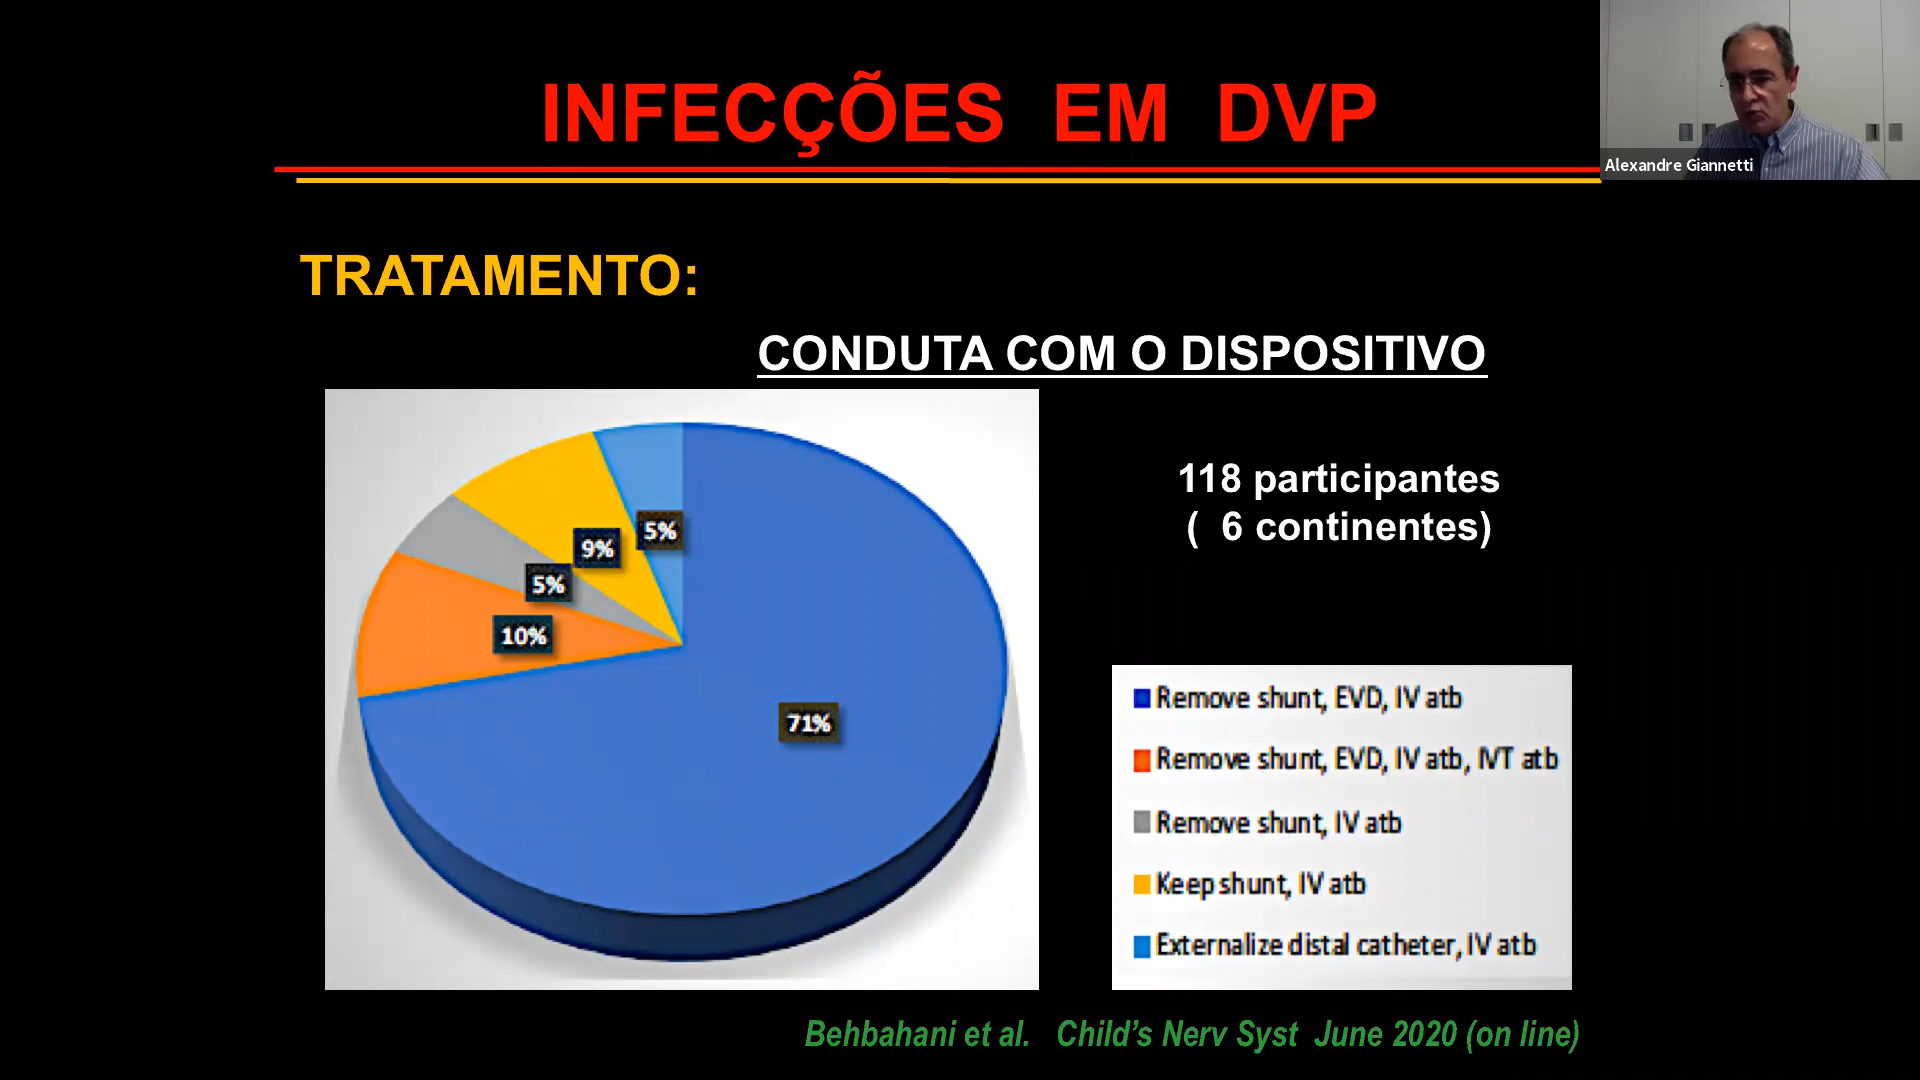 INFECÇÕES EM DVP
Alexandre Giannetti
TRATAMENTO:
CONDUTA COM O DISPOSITIVO
5%
9%
5%
10%
71%
118 participantes
( 6 continentes)
Remove shunt, EVD, IV atb
Remove shunt, EVD, IV atb, IVT atb
Remove shunt, IV atb
Keep shunt, IV atb
Externalize distal catheter, IV atb
Behbahani et al. Child's Nerv Syst June 2020 (on line)